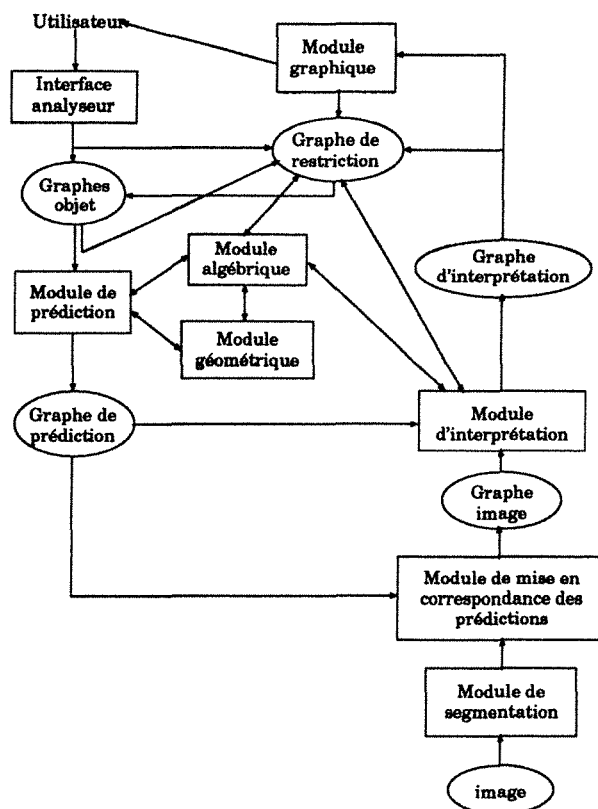 Utilisateur
Module
graphique
Interface
analyseur
Graphe de
restriction
Graphes
objet
Module
algébrique
Graphe
d'interprétation
Module de
prédiction
Module
géométrique
Graphe de
prédiction
Module
d'interprétation
Graphe
image
Module de mise en
correspondance des
prédictions
Module de
segmentation
image